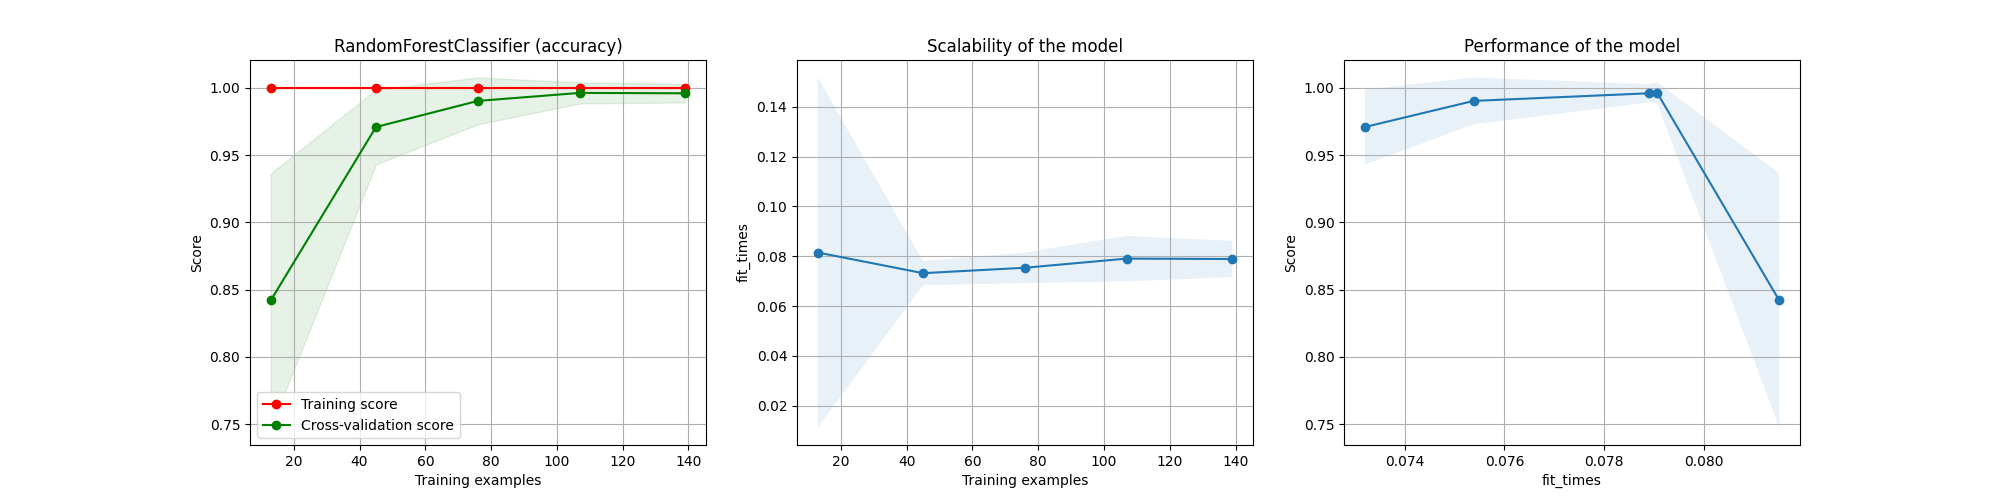 RandomForestClassifier (accuracy)
1.00
0.95
0.90
0.85
0.80
0.75
Score
Training score
Cross-validation score
20 40 60 80 100 120 140
Training examples
Scalability of the model
0.14
0.12
0.10
0.08
0.06
0.04
0.02
fit_times
20 40 60 80 100 120 140
Training examples
Performance of the model
1.00
0.95
0.90
0.85
0.80
0.75
Score
0.074 0.076 0.078 0.080
fit_times